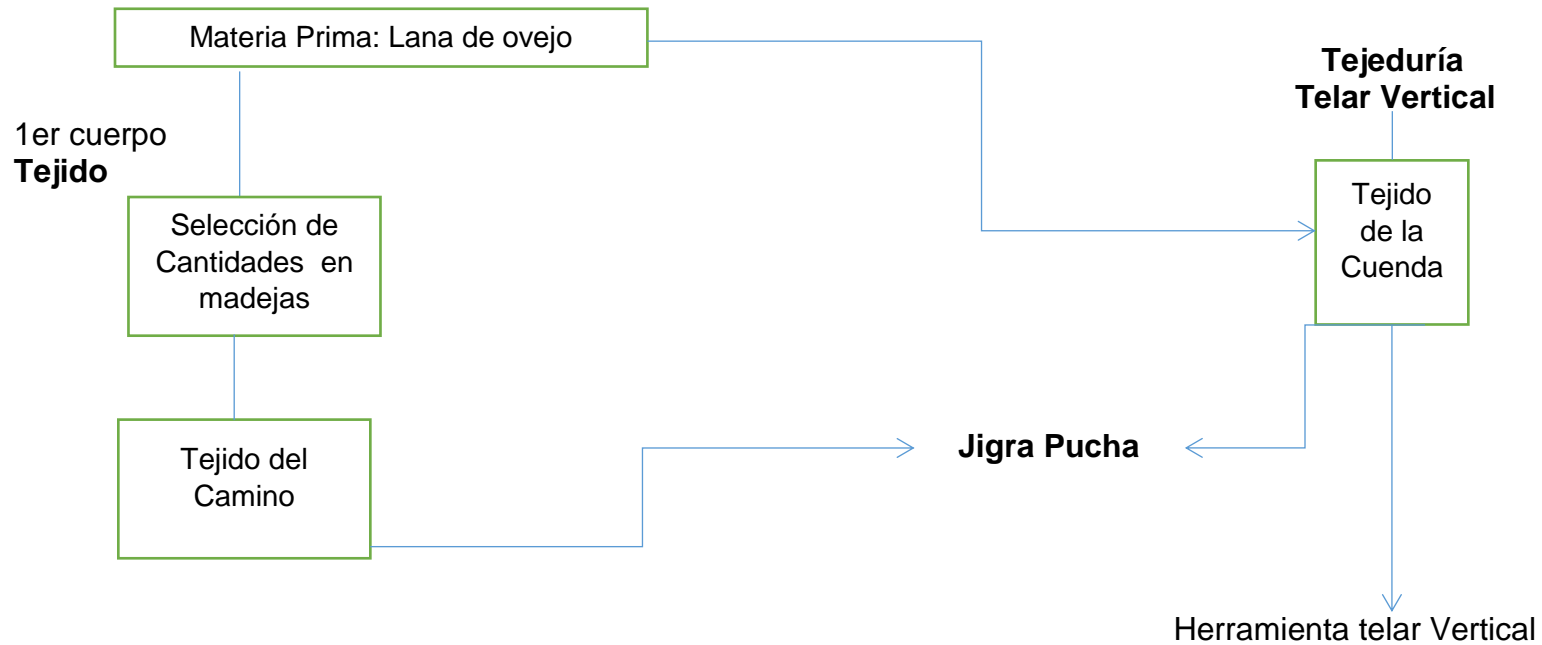 Materia Prima: Lana de ovejo
Tejeduría
Telar Vertical
1er cuerpo
Tejido
Selección de
Cantidades en
madejas
Tejido
de la
Cuenda
Tejido del
Camino
Jigra Pucha
Herramienta telar Vertical